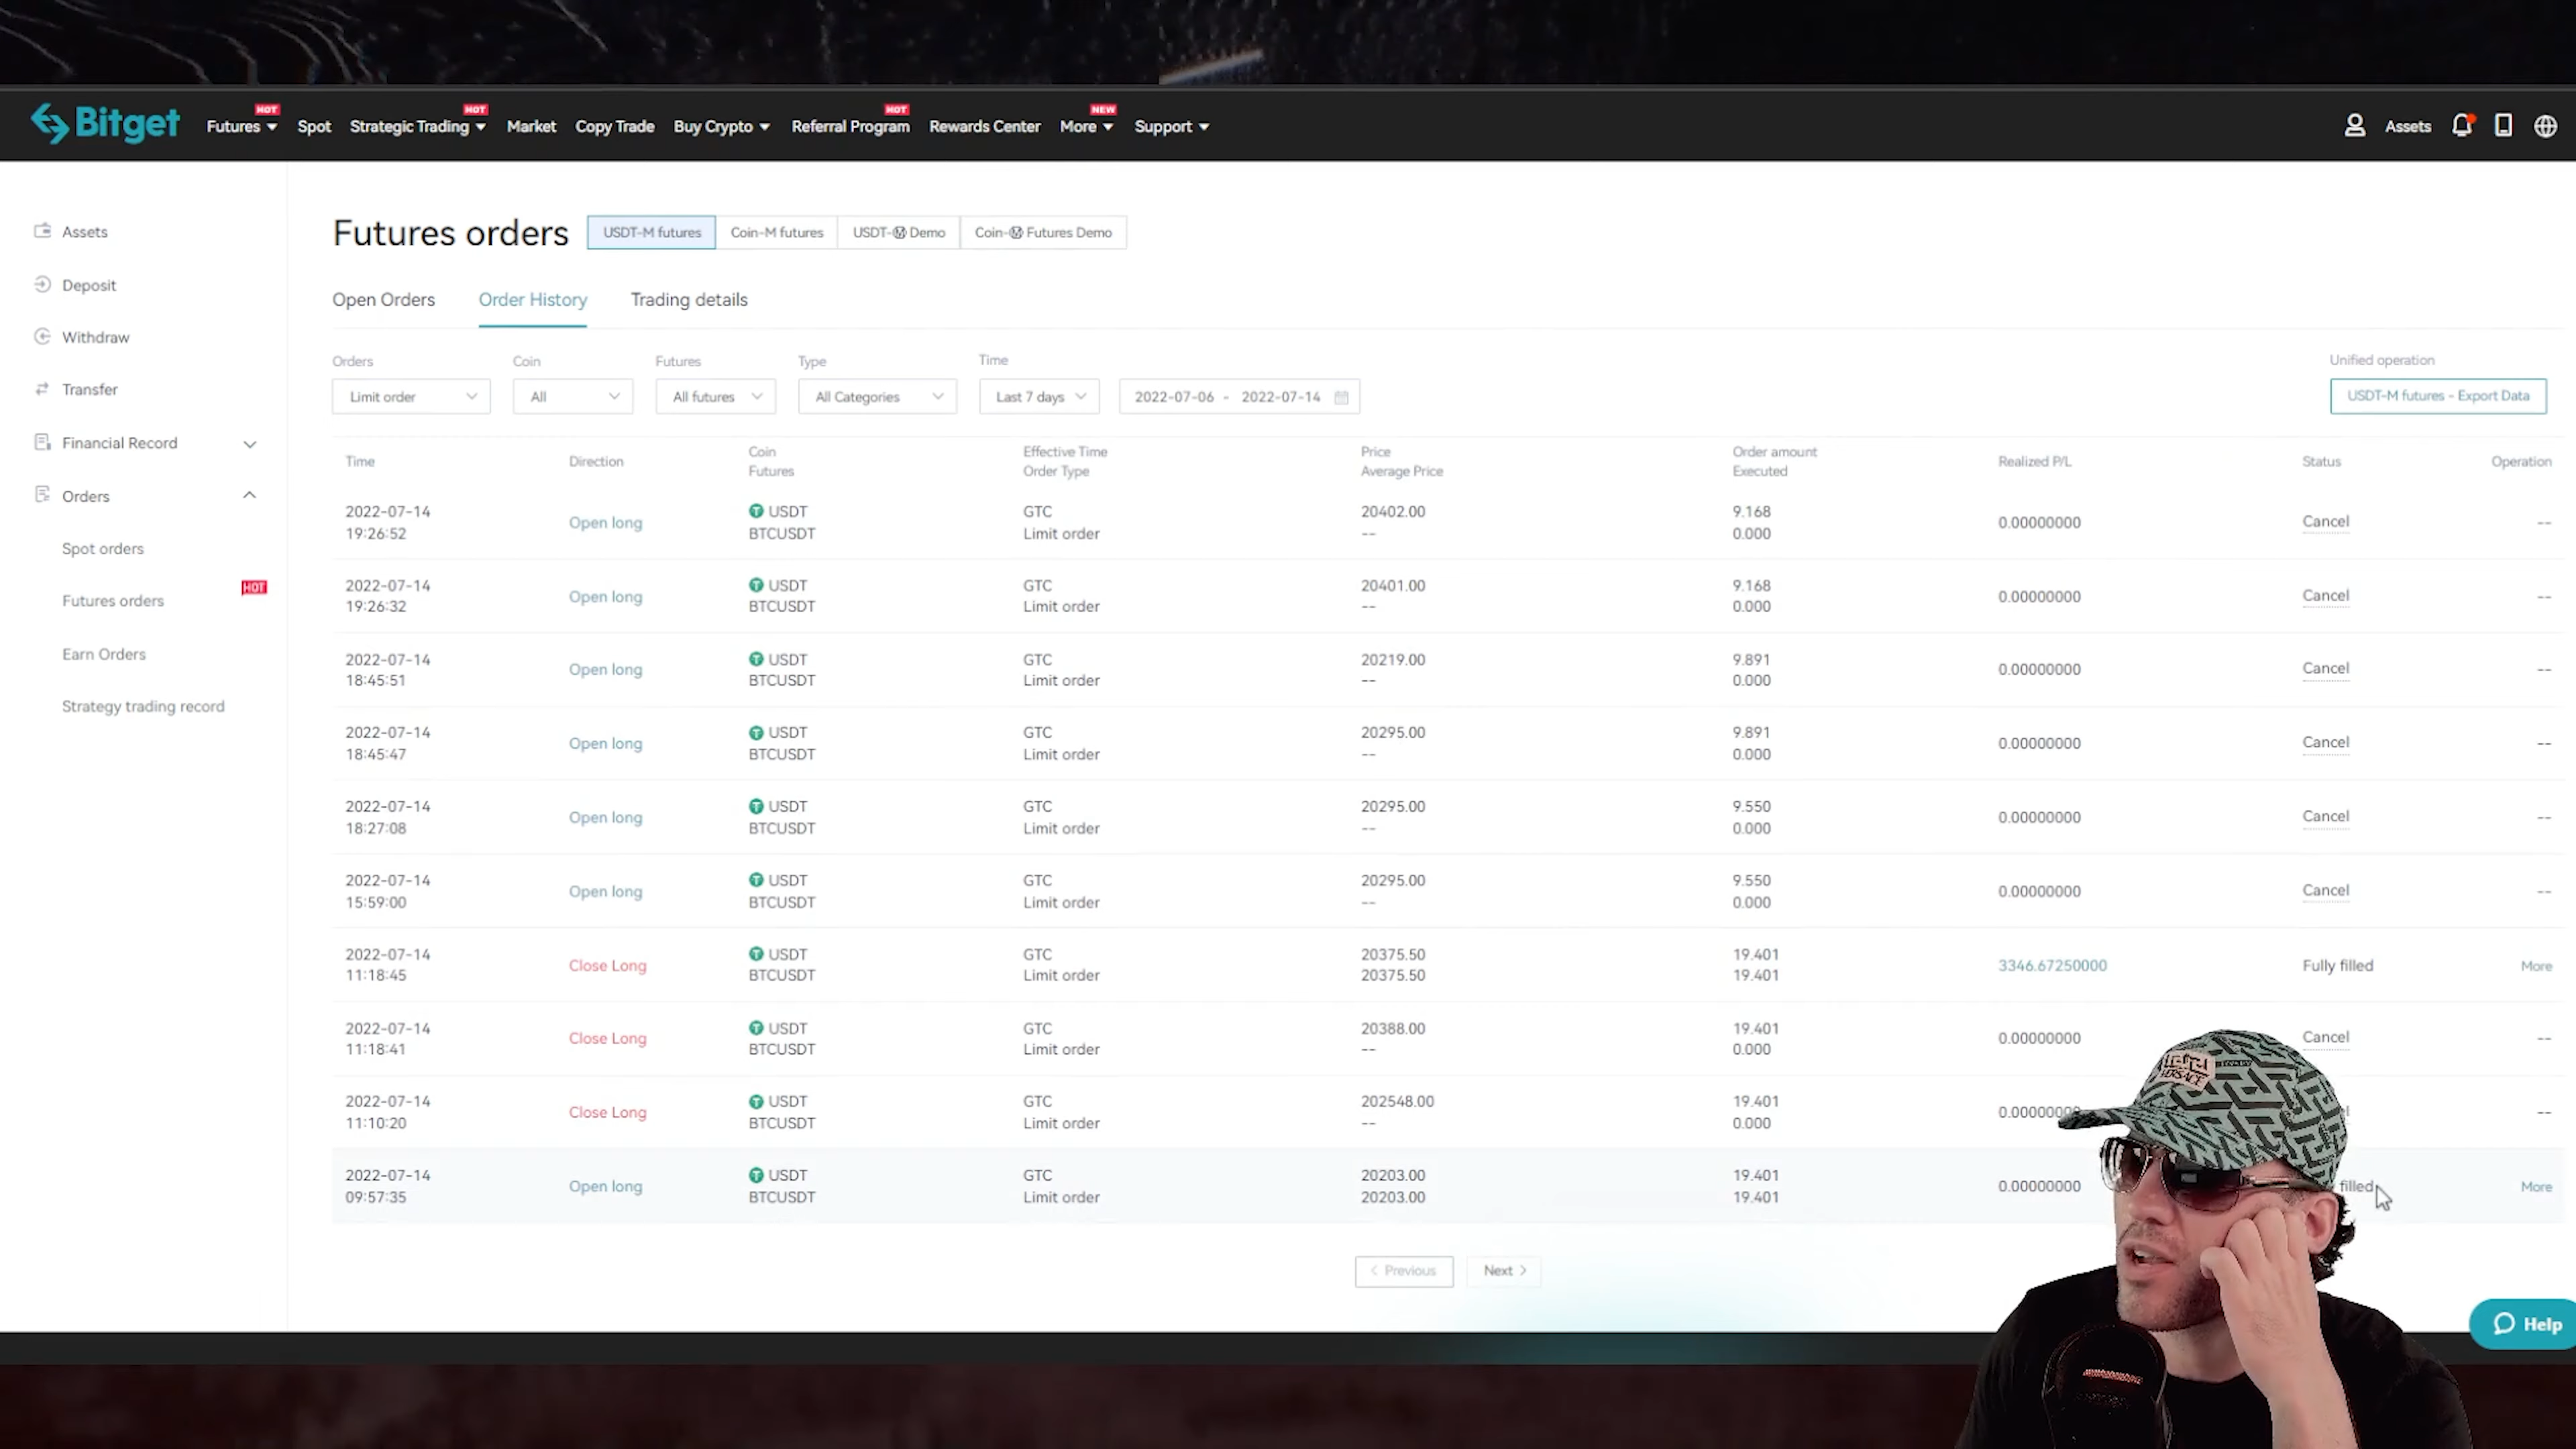 Bitget
Futures HOT Spot Strategic Trading HOT Market Copy Trade Buy Crypto Referral Program HOT Rewards Center More NEW Support Assets
Assets
Deposit
Withdraw
Transfer
Financial Record
Orders
Spot orders
Futures orders HOT
Earn Orders
Strategy trading record
Futures orders USDT-M futures Coin-M futures USDT-Ⓜ Demo Coin-Ⓜ Futures Demo
Open Orders Order History Trading details
Orders Coin Futures Type Time Unified operation
Limit order All All futures All Categories Last 7 days 2022-07-06 - 2022-07-14 USDT-M futures - Export Data
Time Direction Coin Futures Effective Time Order Type Price Average Price Order amount Executed Realized P/L Status Operation
2022-07-14 USDT GTC 20402.00 9.168
19:26:52 Open long BTCUSDT Limit order -- 0.000 0.00000000 Cancel --
2022-07-14 USDT GTC 20401.00 9.168
19:26:32 Open long BTCUSDT Limit order -- 0.000 0.00000000 Cancel --
2022-07-14 USDT GTC 20219.00 9.891
18:45:51 Open long BTCUSDT Limit order -- 0.000 0.00000000 Cancel --
2022-07-14 USDT GTC 20295.00 9.891
18:45:47 Open long BTCUSDT Limit order -- 0.000 0.00000000 Cancel --
2022-07-14 USDT GTC 20295.00 9.550
18:27:08 Open long BTCUSDT Limit order -- 0.000 0.00000000 Cancel --
2022-07-14 USDT GTC 20295.00 9.550
15:59:00 Open long BTCUSDT Limit order -- 0.000 0.00000000 Cancel --
2022-07-14 USDT GTC 20375.50 19.401
11:18:45 Close Long BTCUSDT Limit order 20375.50 19.401 3346.67250000 Fully filled More
2022-07-14 USDT GTC 20388.00 19.401
11:18:41 Close Long BTCUSDT Limit order -- 0.000 0.00000000 Cancel --
2022-07-14 USDT GTC 202548.00 19.401
11:10:20 Close Long BTCUSDT Limit order -- 0.000 0.00000000 --
2022-07-14 USDT GTC 20203.00 19.401
09:57:35 Open long BTCUSDT Limit order 20203.00 19.401 0.00000000 filled More
Previous Next
Help
VERSACE